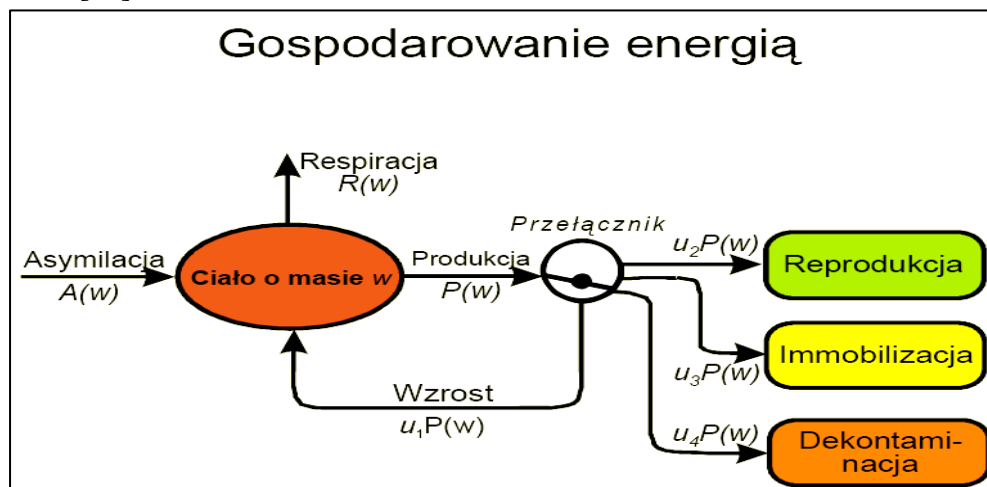 Gospodarowanie energią
Respiracja
R(w)
Przełącznik
Asymilacja
A(w)
Ciało o masie w
Produkcja
P(w)
u₂P(w)
Reprodukcja
u₃P(w)
Immobilizacja
Wzrost
u₁P(w)
u₄P(w)
Dekontami-
nacja